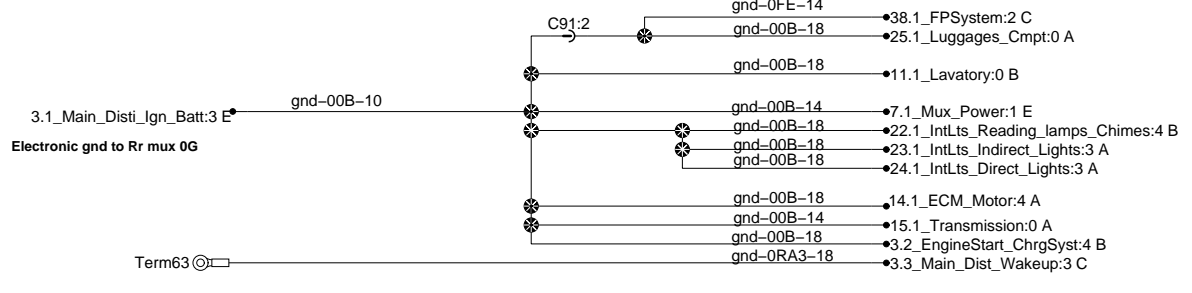 gnd-0FE-14
38.1_FPSystem:2 C
C91:2
gnd-00B-18
25.1_Luggages_Cmpt:0 A
gnd-00B-18
11.1_Lavatory:0 B
gnd-00B-10
3.1_Main_Disti_Ign_Batt:3 E
gnd-00B-14
7.1_Mux_Power:1 E
gnd-00B-18
22.1_IntLts_Reading_lamps_Chimes:4 B
Electronic gnd to Rr mux 0G
gnd-00B-18
23.1_IntLts_Indirect_Lights:3 A
gnd-00B-18
24.1_IntLts_Direct_Lights:3 A
gnd-00B-18
14.1_ECM_Motor:4 A
gnd-00B-14
15.1_Transmission:0 A
gnd-00B-18
3.2_EngineStart_ChrgSyst:4 B
Term63
gnd-0RA3-18
3.3_Main_Dist_Wakeup:3 C